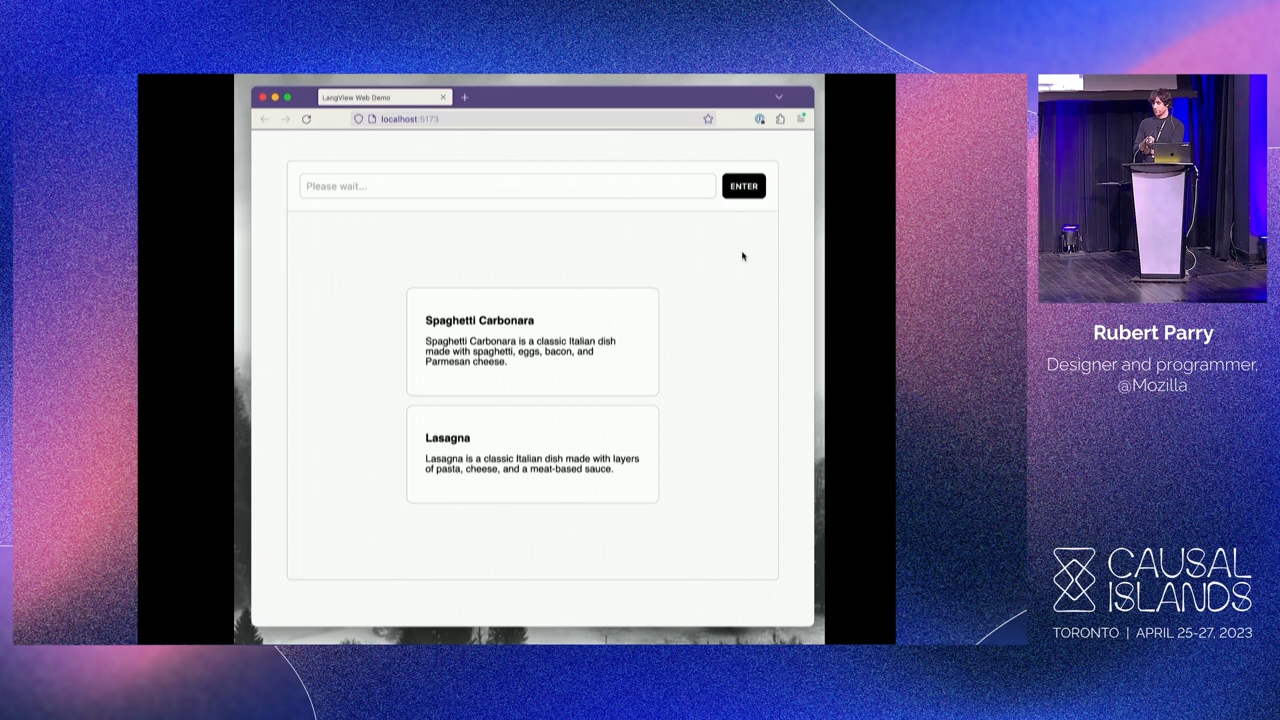 LangView Web Demo
localhost:5173
Please wait...
ENTER
Spaghetti Carbonara
Spaghetti Carbonara is a classic Italian dish
made with spaghetti, eggs, bacon, and
Parmesan cheese.
Lasagna
Lasagna is a classic Italian dish made with layers
of pasta, cheese, and a meat-based sauce.
Rubert Parry
Designer and programmer,
@Mozilla
CAUSAL
ISLANDS
TORONTO | APRIL 25-27, 2023